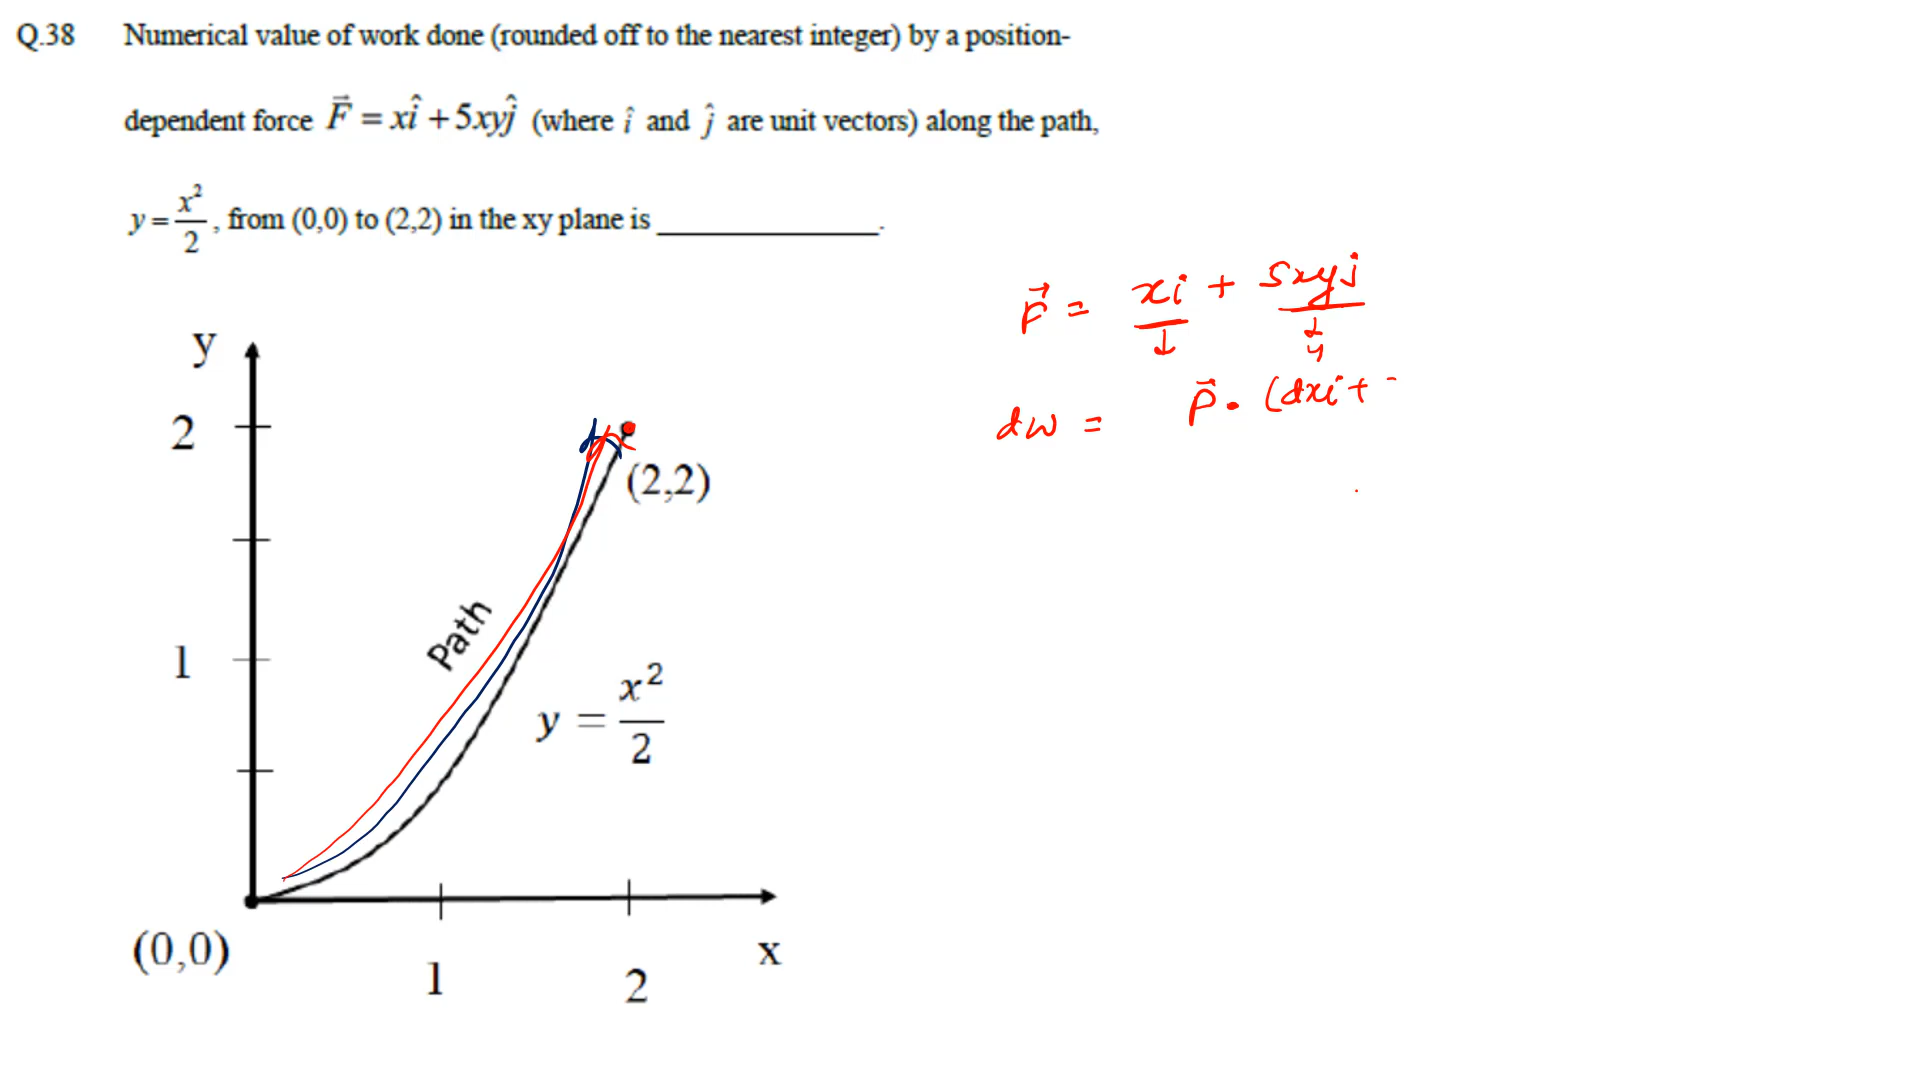 Q.38 Numerical value of work done (rounded off to the nearest integer) by a position-
dependent force F⃗ = xî + 5xyĵ (where î and ĵ are unit vectors) along the path,
y = x²/2, from (0,0) to (2,2) in the xy plane is ____________.
F⃗ = xi + 5xyj
y
dw = F⃗ · (dxi +
y
2
(2,2)
Path
1
y = x²/2
(0,0)
1
2
x